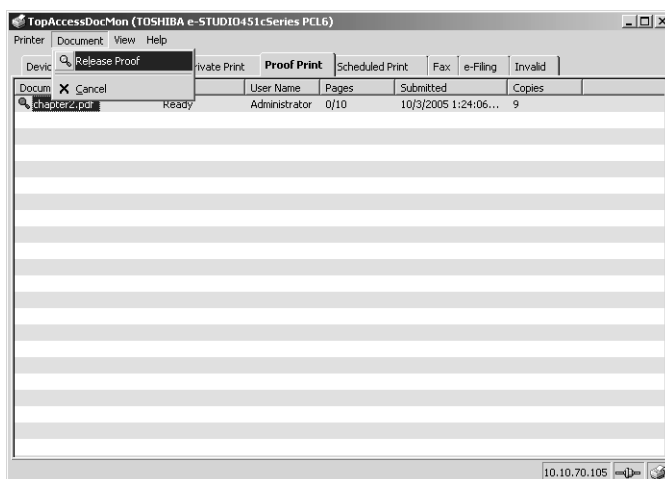 TopAccessDocMon (TOSHIBA e-STUDIO451cSeries PCL6)
Printer Document View Help
Release Proof
Cancel
Devic rivate Print Proof Print Scheduled Print Fax e-Filing Invalid
Docum User Name Pages Submitted Copies
chapter2.pdf Ready Administrator 0/10 10/3/2005 1:24:06... 9
10.10.70.105